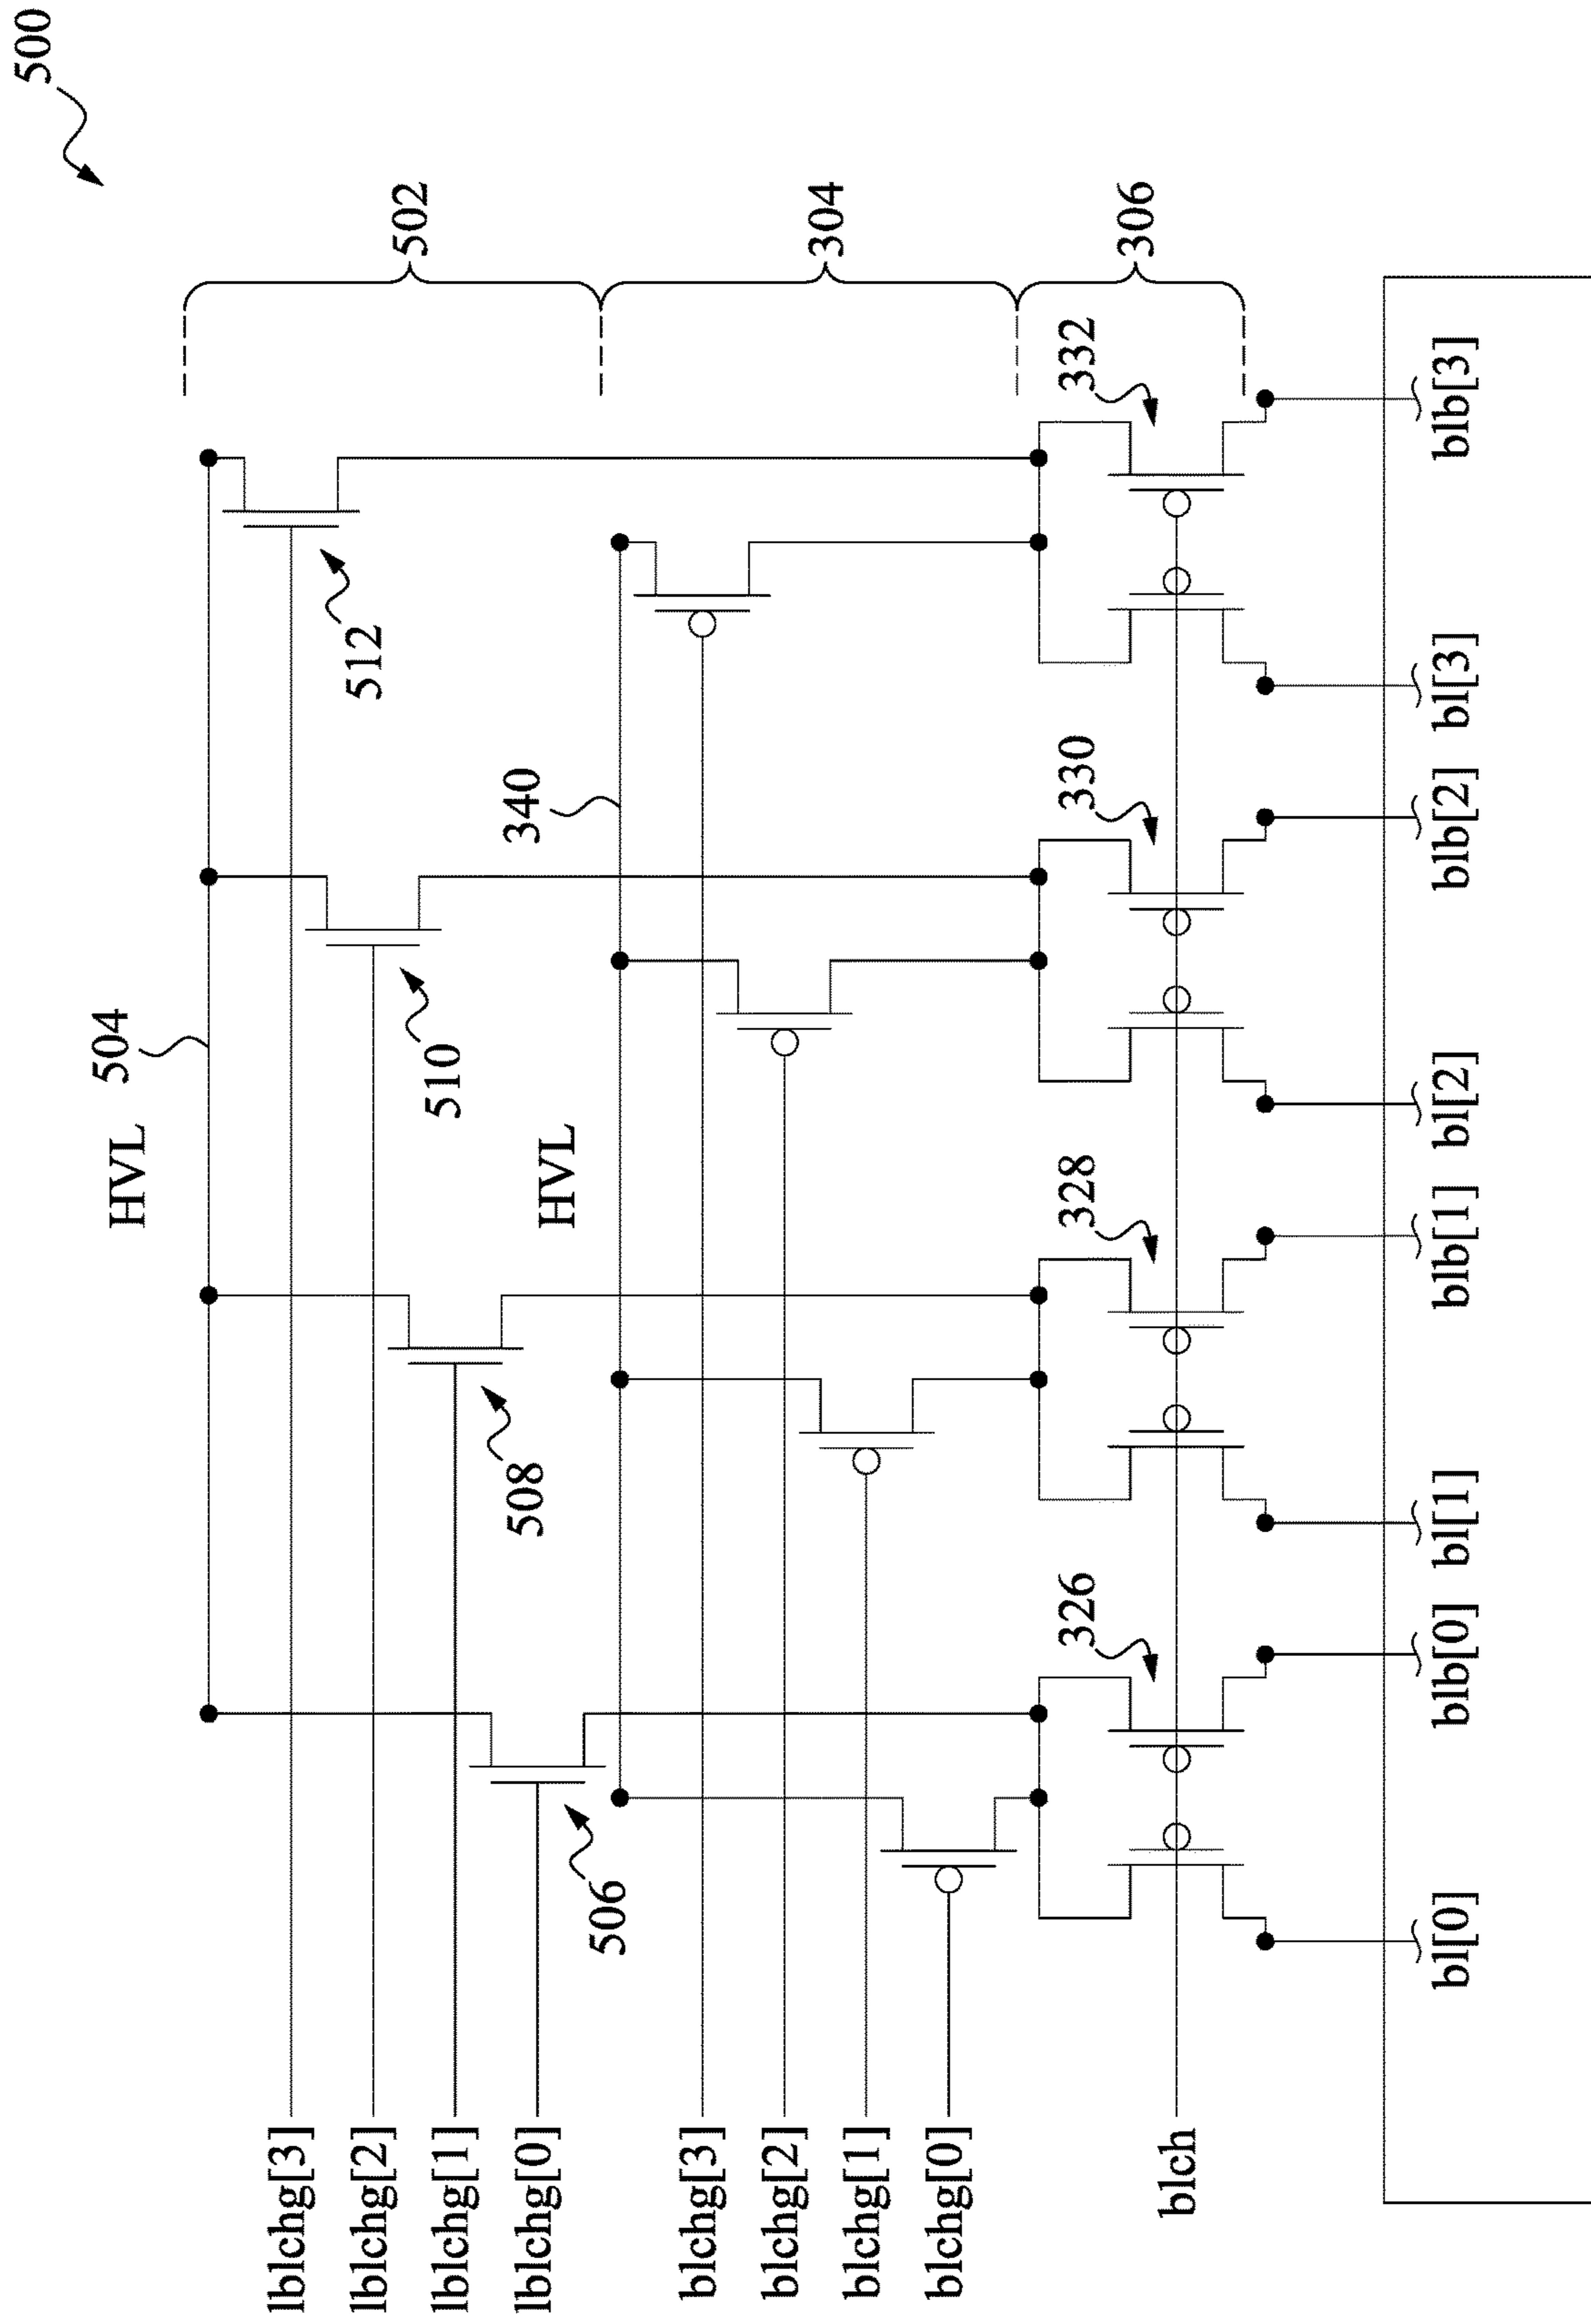 500
502
304
306
HVL
504
512
510
508
506
lblchg[3]
lblchg[2]
lblchg[1]
lblchg[0]
HVL
340
blchg[3]
blchg[2]
blchg[1]
blchg[0]
326
328
330
332
blch
bl[0]
blb[0]
bl[1]
blb[1]
bl[2]
blb[2]
bl[3]
blb[3]